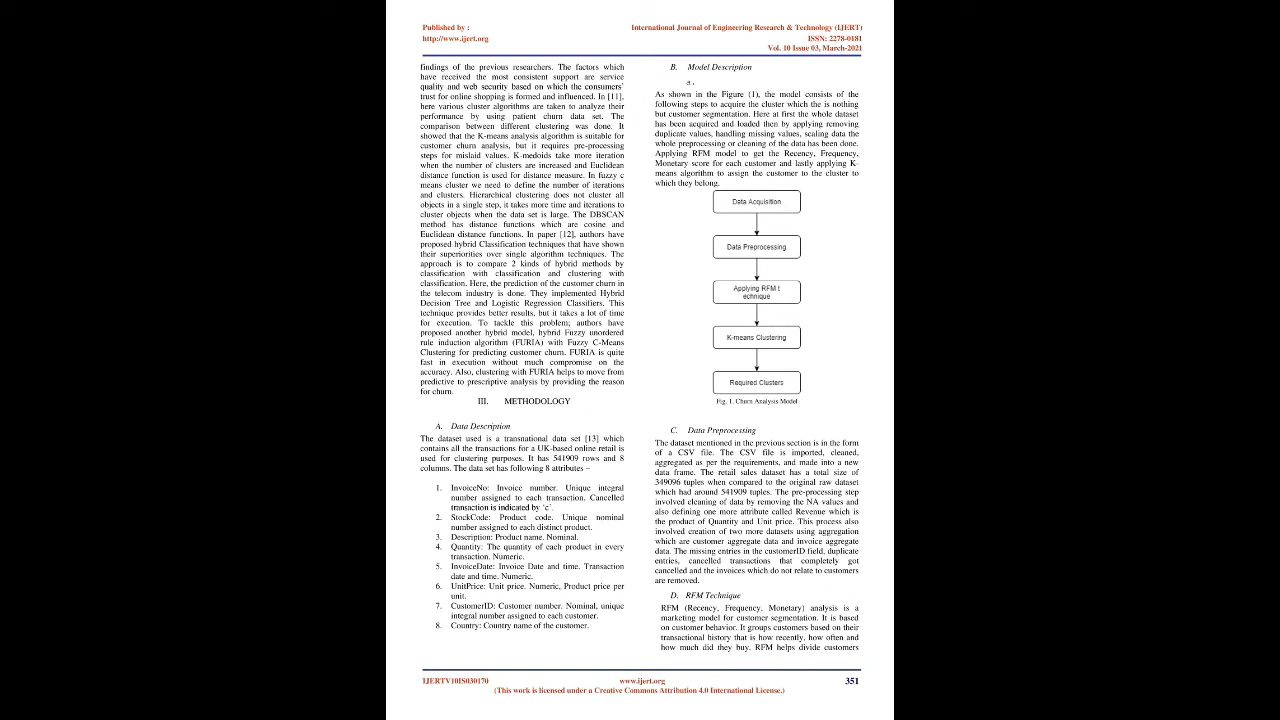 Published by :
http://www.ijert.org
International Journal of Engineering Research & Technology (IJERT)
ISSN: 2278-0181
Vol. 10 Issue 03, March-2021
findings of the previous researchers. The factors which
have received the most consistent support are service
quality and web security based on which the consumers'
trust for online shopping is formed and influenced. In [11],
here various cluster algorithms are taken to analyze their
performance by using patient churn data set. The
comparison between different clustering was done. It
showed that the K-means analysis algorithm is suitable for
customer churn analysis, but it requires pre-processing
steps for mislaid values. K-medoids take more iteration
when the number of clusters are increased and Euclidean
distance function is used for distance measure. In fuzzy c
means cluster we need to define the number of iterations
and clusters. Hierarchical clustering does not cluster all
objects in a single step, it takes more time and iterations to
cluster objects when the data set is large. The DBSCAN
method has distance functions which are cosine and
Euclidean distance functions. In paper [12], authors have
proposed hybrid Classification techniques that have shown
their superiorities over single algorithm techniques. The
approach is to compare 2 kinds of hybrid methods by
classification with classification and clustering with
classification. Here, the prediction of the customer churn in
the telecom industry is done. They implemented Hybrid
Decision Tree and Logistic Regression Classifiers. This
technique provides better results, but it takes a lot of time
for execution. To tackle this problem; authors have
proposed another hybrid model, hybrid Fuzzy unordered
rule induction algorithm (FURIA) with Fuzzy C-Means
Clustering for predicting customer churn. FURIA is quite
fast in execution without much compromise on the
accuracy. Also, clustering with FURIA helps to move from
predictive to prescriptive analysis by providing the reason
for churn.
III. METHODOLOGY
A. Data Description
The dataset used is a transnational data set [13] which
contains all the transactions for a UK-based online retail is
used for clustering purposes. It has 541909 rows and 8
columns. The data set has following 8 attributes –
1. InvoiceNo: Invoice number. Unique integral
number assigned to each transaction. Cancelled
transaction is indicated by 'c'.
2. StockCode: Product code. Unique nominal
number assigned to each distinct product.
3. Description: Product name. Nominal.
4. Quantity: The quantity of each product in every
transaction. Numeric.
5. InvoiceDate: Invoice Date and time. Transaction
date and time. Numeric.
6. UnitPrice: Unit price. Numeric, Product price per
unit.
7. CustomerID: Customer number. Nominal, unique
integral number assigned to each customer.
8. Country: Country name of the customer.
B. Model Description
As shown in the Figure (1), the model consists of the
following steps to acquire the cluster which the is nothing
but customer segmentation. Here at first the whole dataset
has been acquired and loaded then by applying removing
duplicate values, handling missing values, scaling data the
whole preprocessing or cleaning of the data has been done.
Applying RFM model to get the Recency, Frequency,
Monetary score for each customer and lastly applying K-
means algorithm to assign the customer to the cluster to
which they belong.
Data Acquisition
Data Preprocessing
Applying RFM t
echnique
K-means Clustering
Required Clusters
Fig. 1. Churn Analysis Model
C. Data Preprocessing
The dataset mentioned in the previous section is in the form
of a CSV file. The CSV file is imported, cleaned,
aggregated as per the requirements, and made into a new
data frame. The retail sales dataset has a total size of
349096 tuples when compared to the original raw dataset
which had around 541909 tuples. The pre-processing step
involved cleaning of data by removing the NA values and
also defining one more attribute called Revenue which is
the product of Quantity and Unit price. This process also
involved creation of two more datasets using aggregation
which are customer aggregate data and invoice aggregate
data. The missing entries in the customerID field, duplicate
entries, cancelled transactions that completely got
cancelled and the invoices which do not relate to customers
are removed.
D. RFM Technique
RFM (Recency, Frequency, Monetary) analysis is a
marketing model for customer segmentation. It is based
on customer behavior. It groups customers based on their
transactional history that is how recently, how often and
how much did they buy. RFM helps divide customers
IJERTV10IS030170
www.ijert.org
351
(This work is licensed under a Creative Commons Attribution 4.0 International License.)